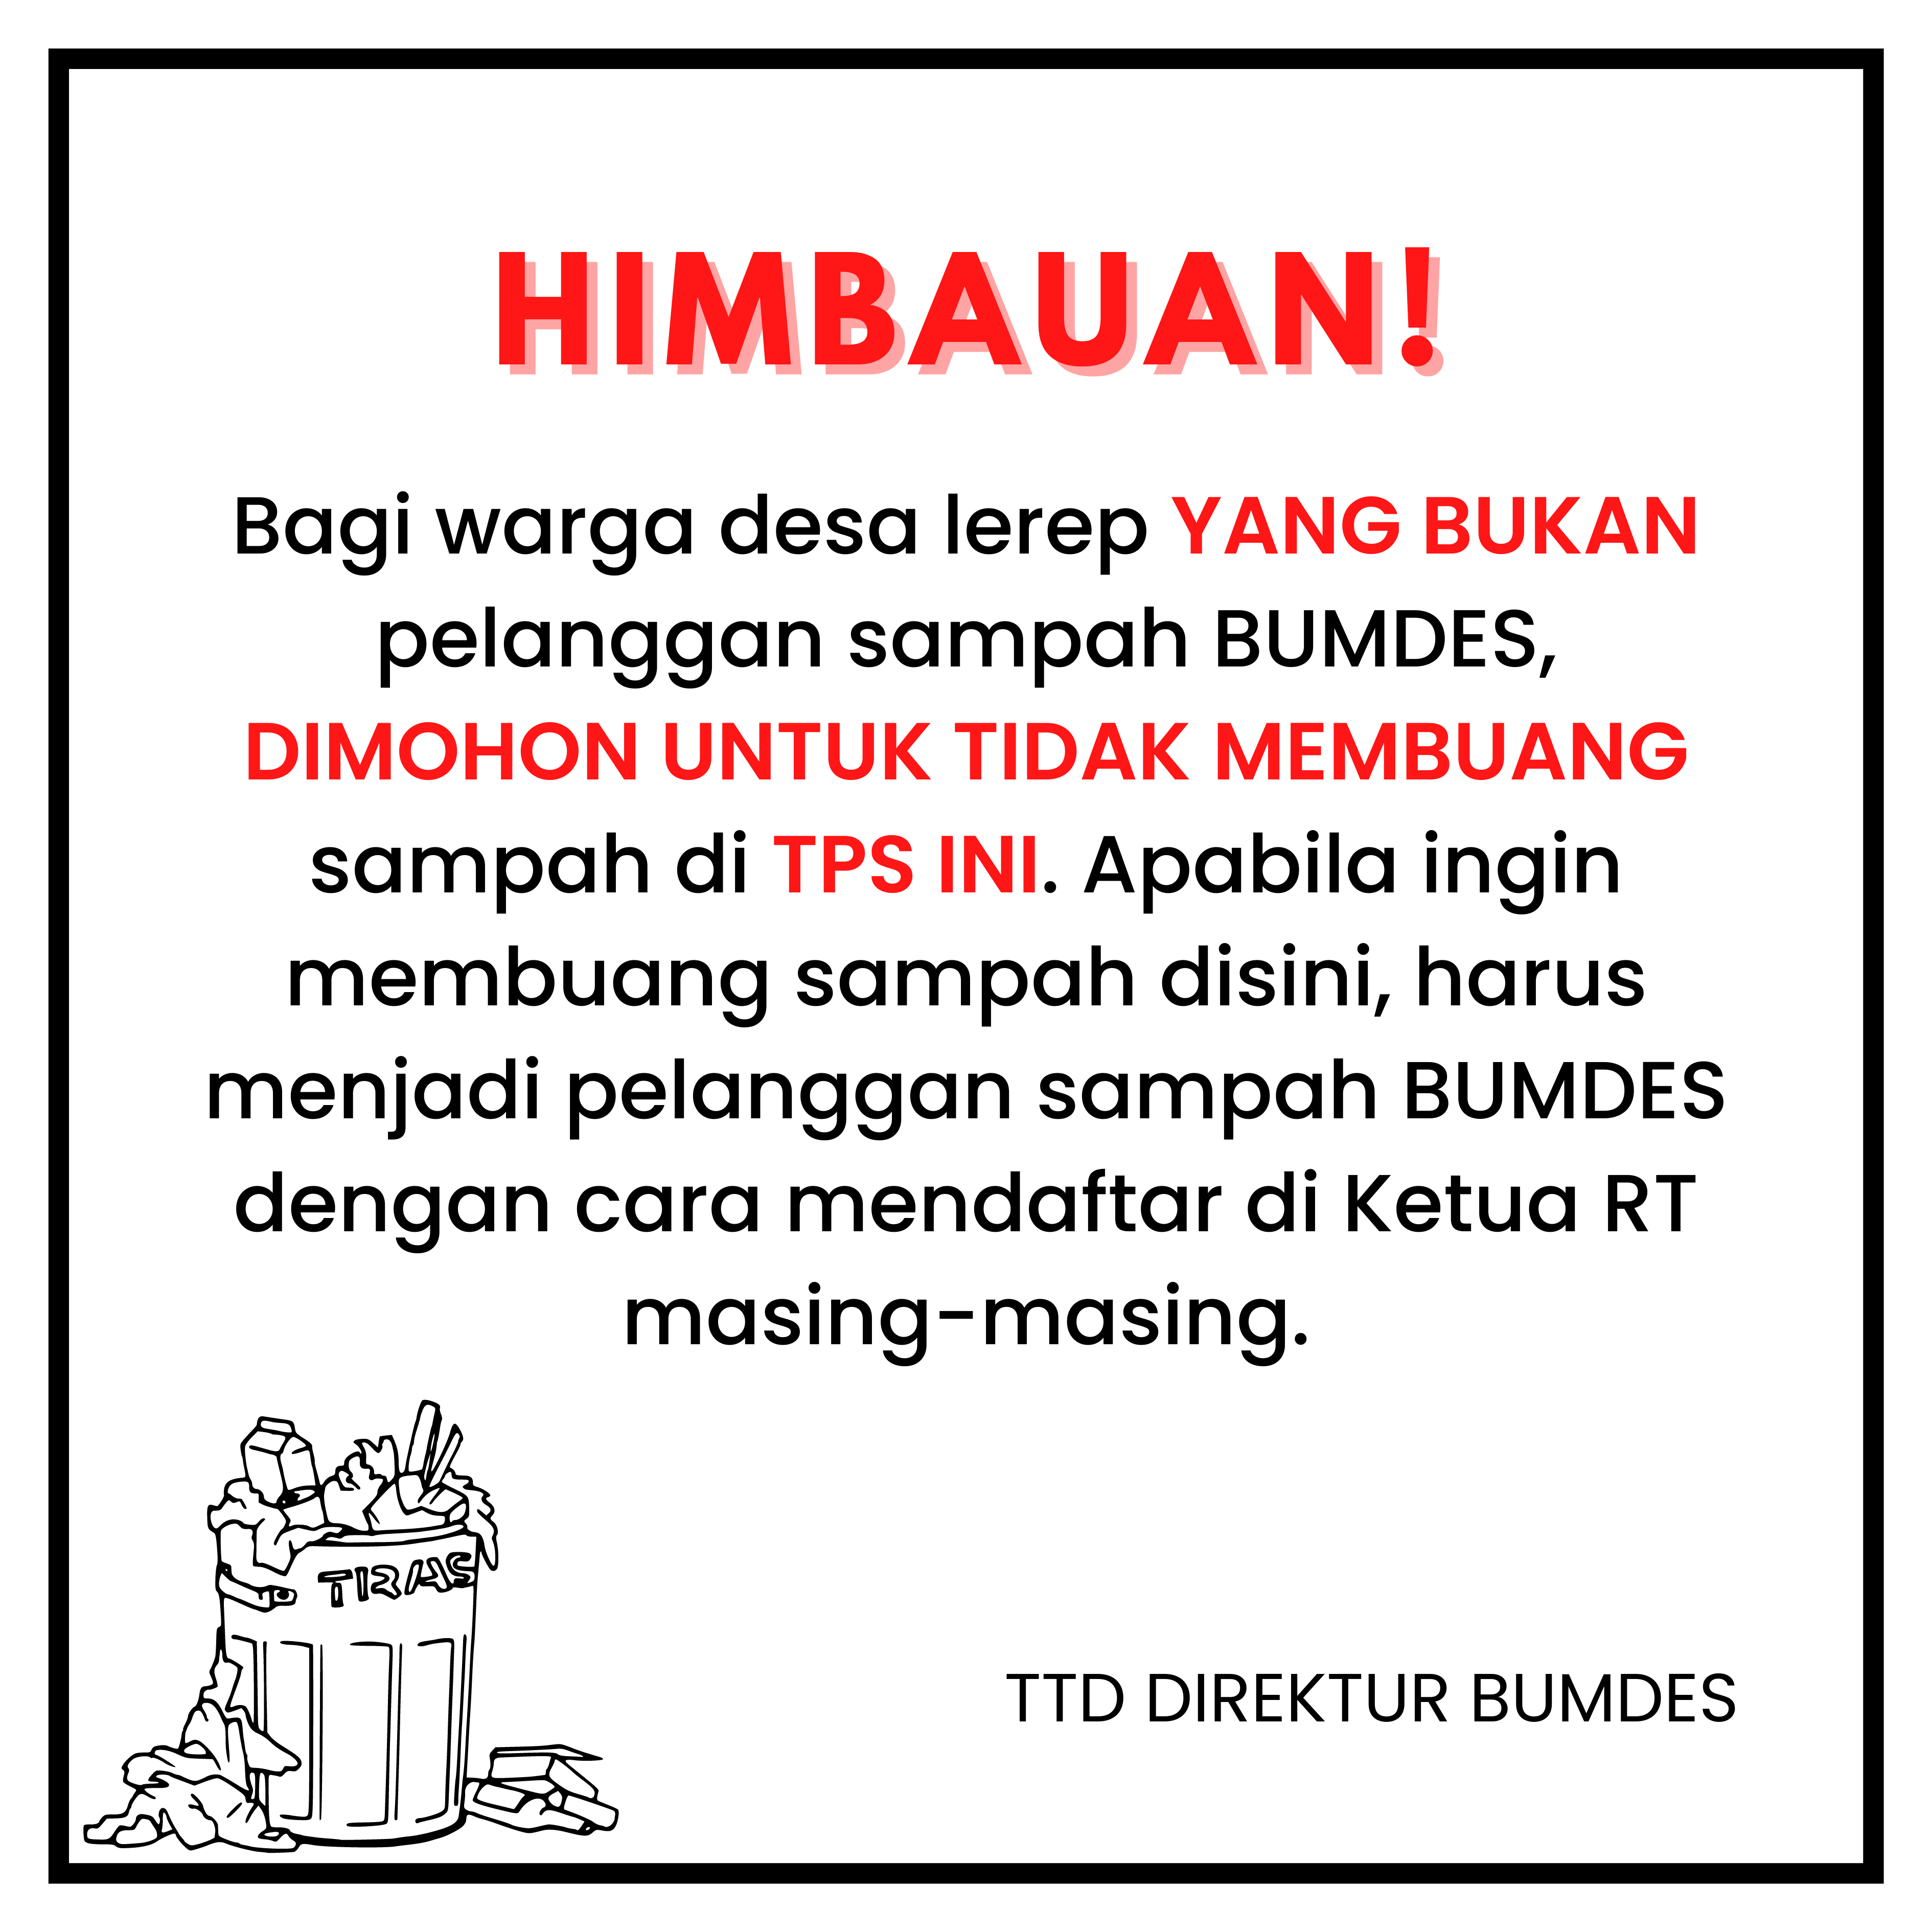 HIMBAUAN!
Bagi warga desa lerep YANG BUKAN
pelanggan sampah BUMDES,
DIMOHON UNTUK TIDAK MEMBUANG
sampah di TPS INI. Apabila ingin
membuang sampah disini, harus
menjadi pelanggan sampah BUMDES
dengan cara mendaftar di Ketua RT
masing-masing.
TTD DIREKTUR BUMDES